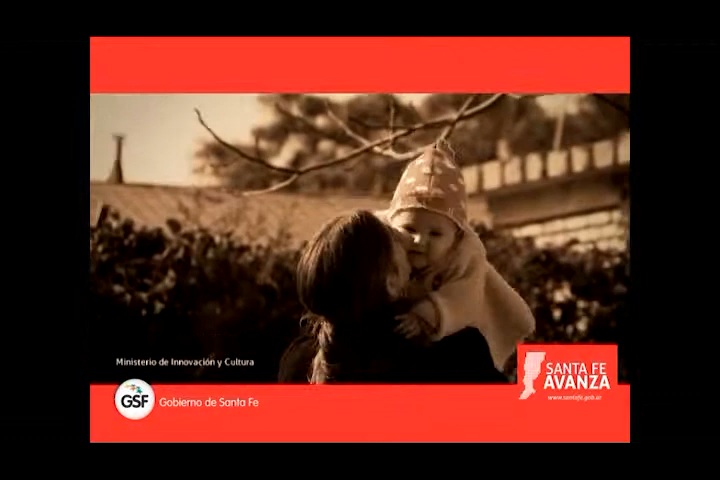 Ministerio de Innovación y Cultura
GSF
Gobierno de Santa Fe
SANTA FE
AVANZA
www.santafe.gob.ar